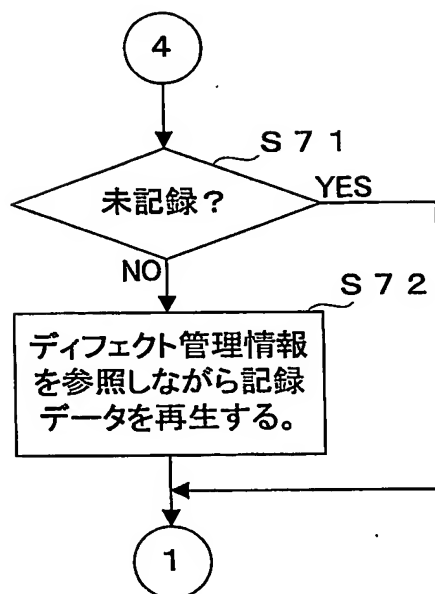 4
S71
未記録？
YES
NO
S72
ディフェクト管理情報
を参照しながら記録
データを再生する。
1